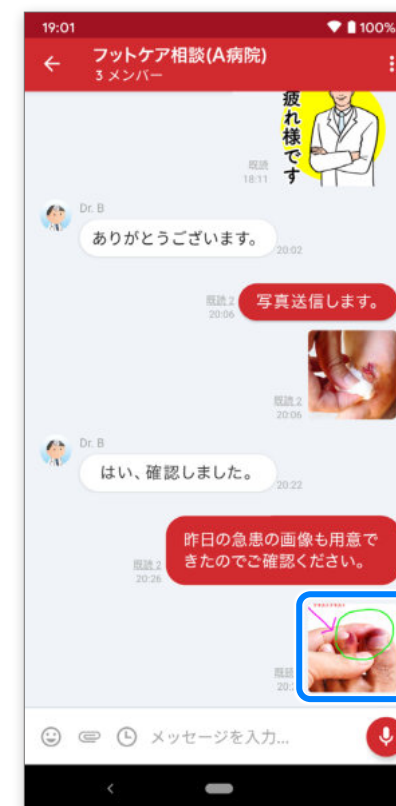 19:01
100%
フットケア相談(A病院)
3 メンバー
疲れ様です
既読
18:11
Dr. B
ありがとうございます。
20:02
写真送信します。
既読 2
20:06
既読 2
20:06
Dr. B
はい、確認しました。
20:22
昨日の急患の画像も用意で
きたのでご確認ください。
既読 2
20:26
既読
メッセージを入力...